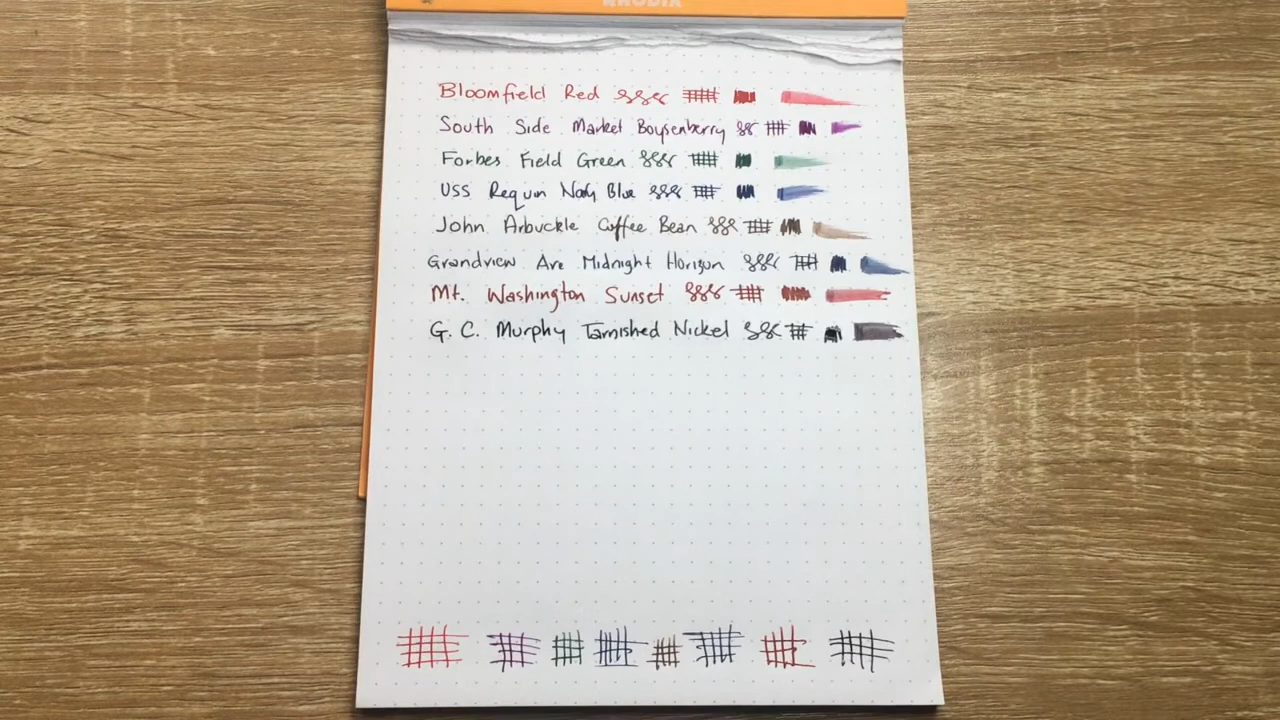 RHODIA
Bloomfield Red
South Side Market Boysenberry
Forbes Field Green
USS Requin Navy Blue
John Arbuckle Coffee Bean
Grandview Ave Midnight Horizon
Mt. Washington Sunset
G. C. Murphy Tarnished Nickel